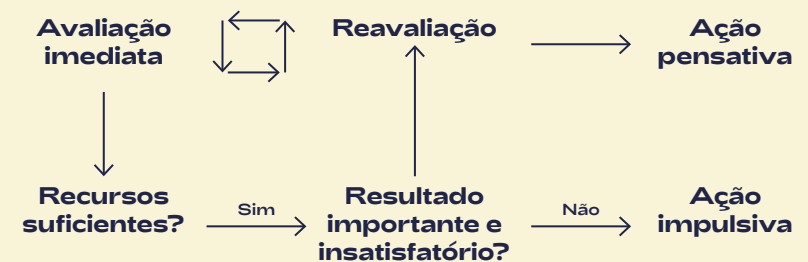 Avaliação
imediata
Reavaliação
Ação
pensativa
Recursos
suficientes?
Sim
Resultado
importante e
insatisfatório?
Não
Ação
impulsiva